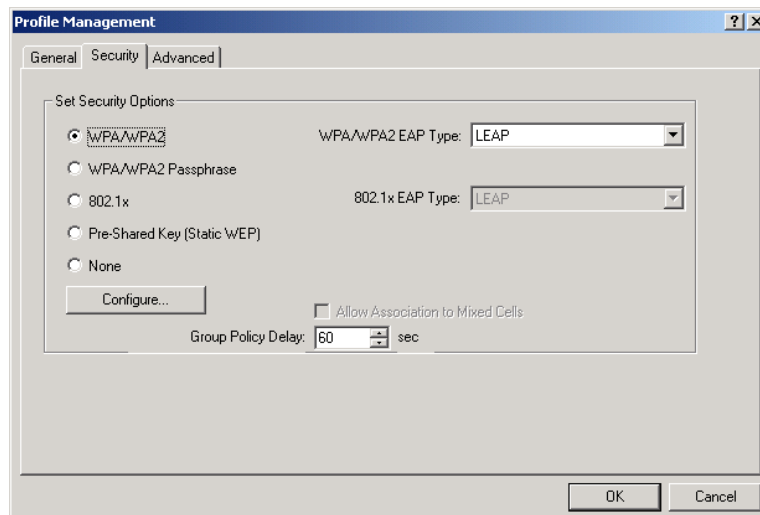 Profile Management
General Security Advanced
Set Security Options
WPA/WPA2 WPA/WPA2 EAP Type: LEAP
WPA/WPA2 Passphrase
802.1x 802.1x EAP Type: LEAP
Pre-Shared Key (Static WEP)
None
Configure...
Allow Association to Mixed Cells
Group Policy Delay: 60 sec
OK Cancel